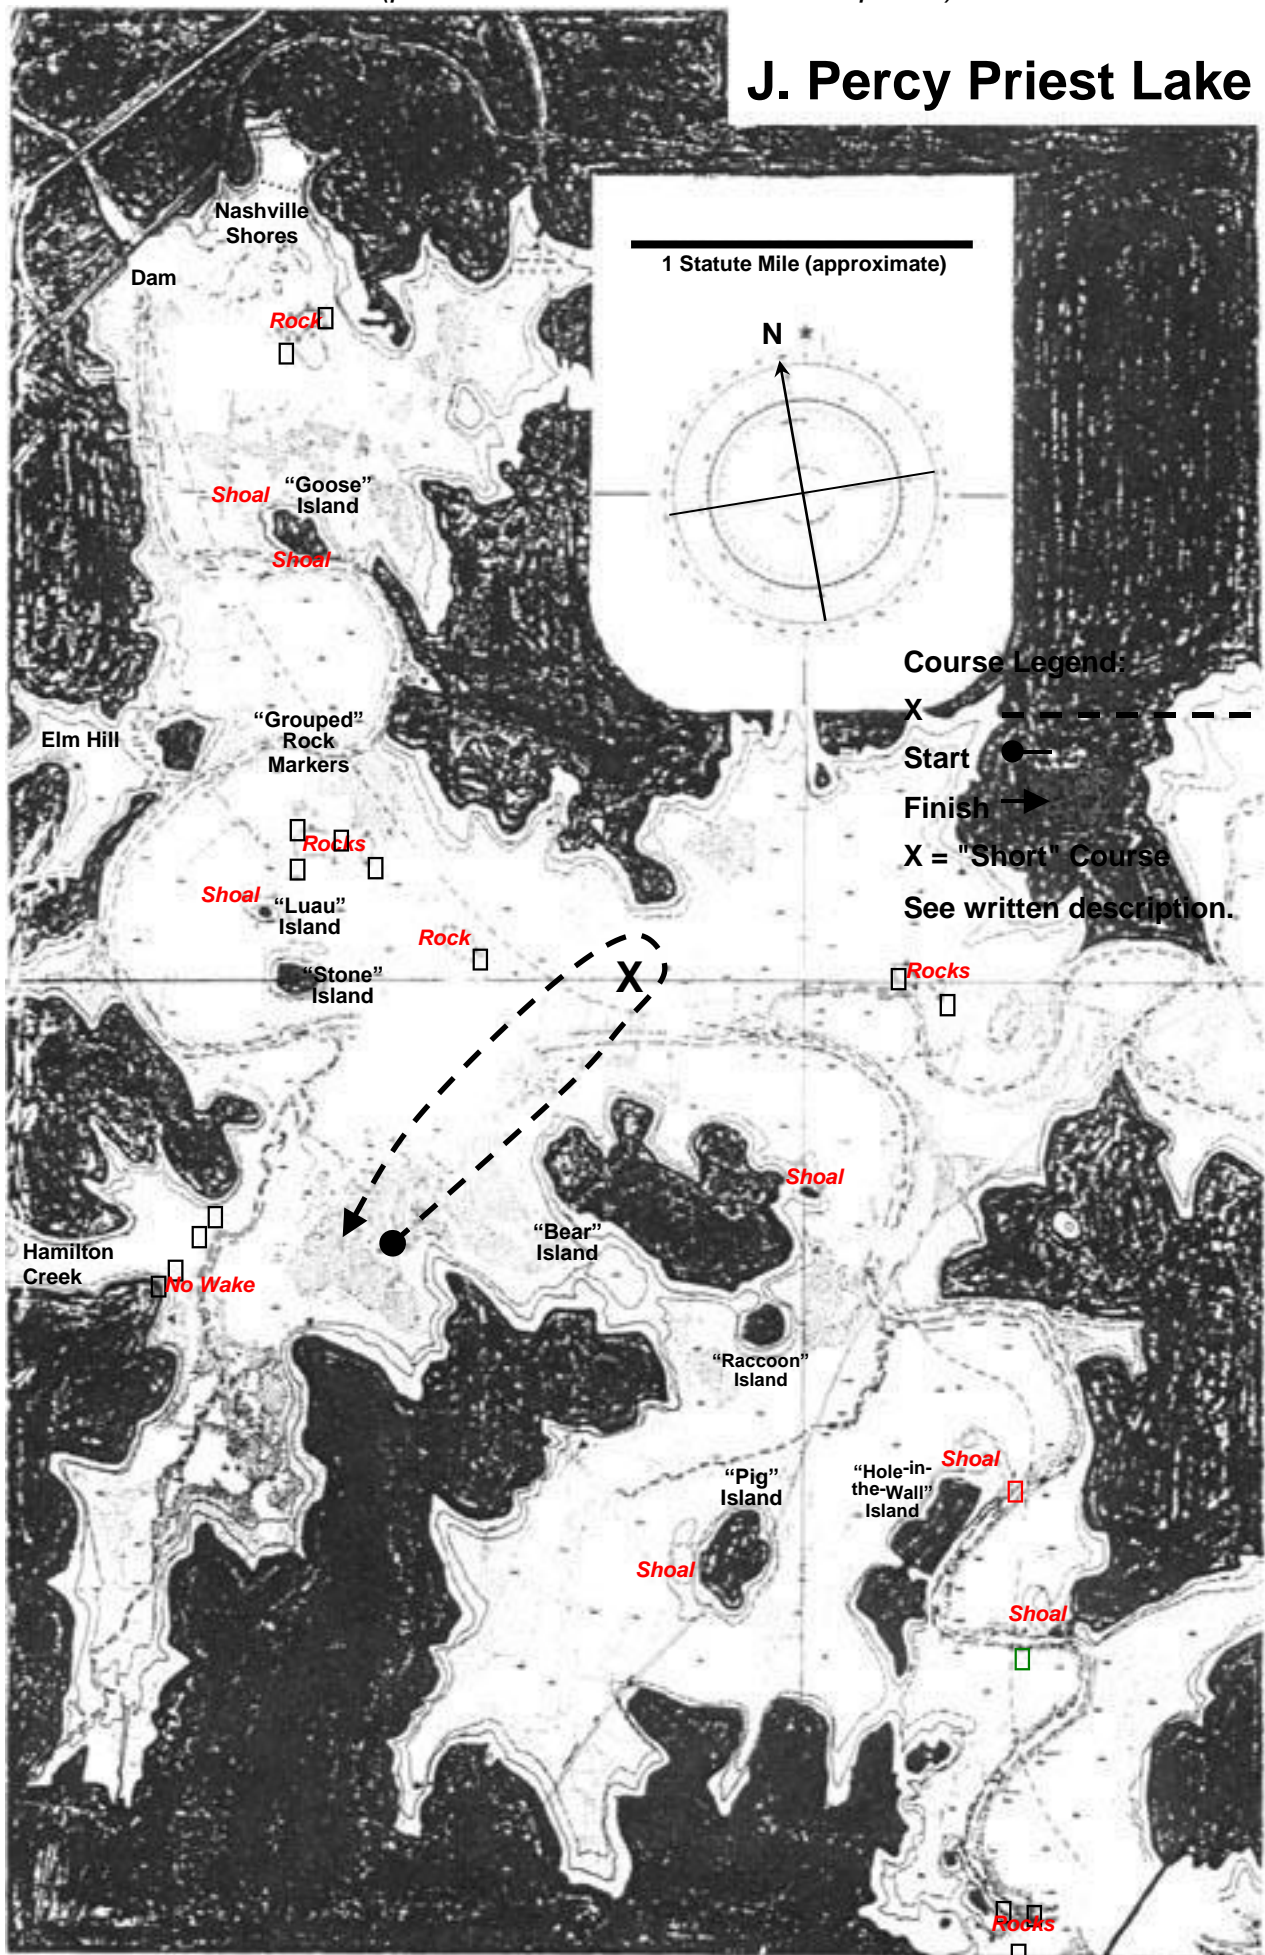 J. Percy Priest Lake
Nashville
Shores
Dam
1 Statute Mile (approximate)
Rock
N
Shoal
“Goose”
Island
Shoal
Course Legend:
X
Start
Finish
X = "Short" Course
See written description.
“Grouped”
Rock
Markers
Elm Hill
Rocks
Shoal
“Luau”
Island
Rock
“Stone”
Island
X
Rocks
Shoal
“Bear”
Island
Hamilton
Creek
No Wake
“Raccoon”
Island
“Pig”
Island
“Hole-in-
the-Wall”
Island
Shoal
Shoal
Shoal
Rocks